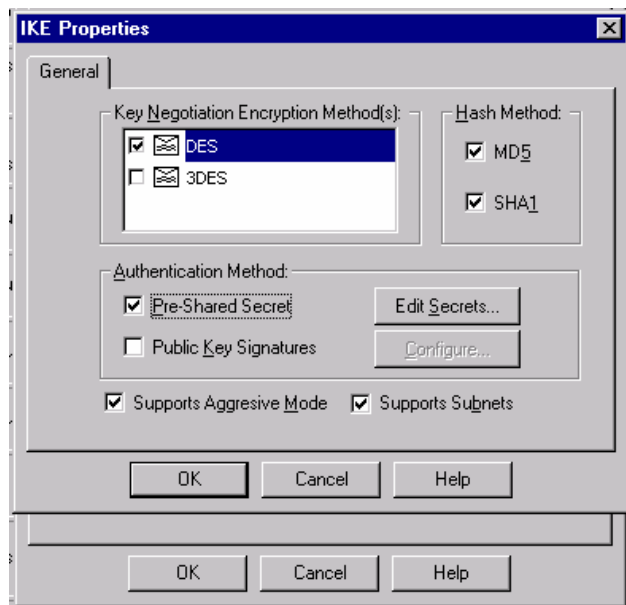 IKE Properties
General
Key Negotiation Encryption Method(s):
Hash Method:
DES
3DES
MD5
SHA1
Authentication Method:
Pre-Shared Secret
Edit Secrets...
Public Key Signatures
Configure...
Supports Aggresive Mode
Supports Subnets
OK
Cancel
Help
OK
Cancel
Help